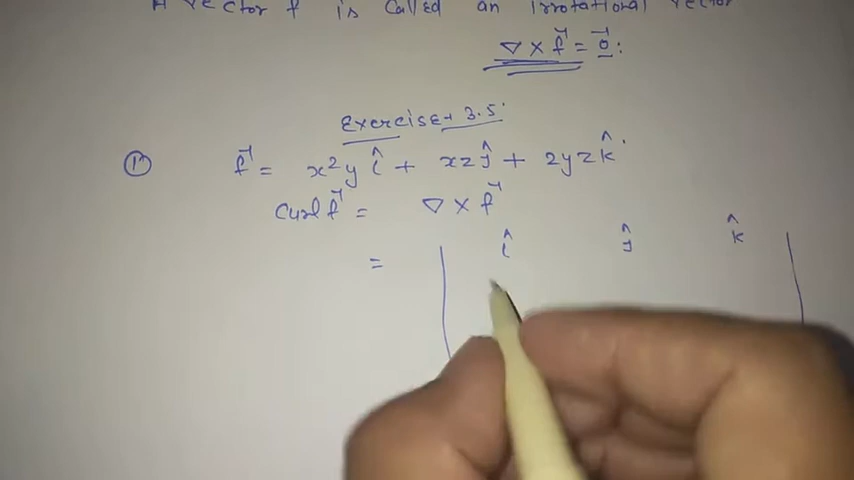 A vector f is called an irrotational vector
∇ × f⃗ = 0⃗ :
Exercise → 3.5
① f⃗ = x²y î + xz ĵ + 2yz k̂
Curl f⃗ = ∇ × f⃗
= | î ĵ k̂ |